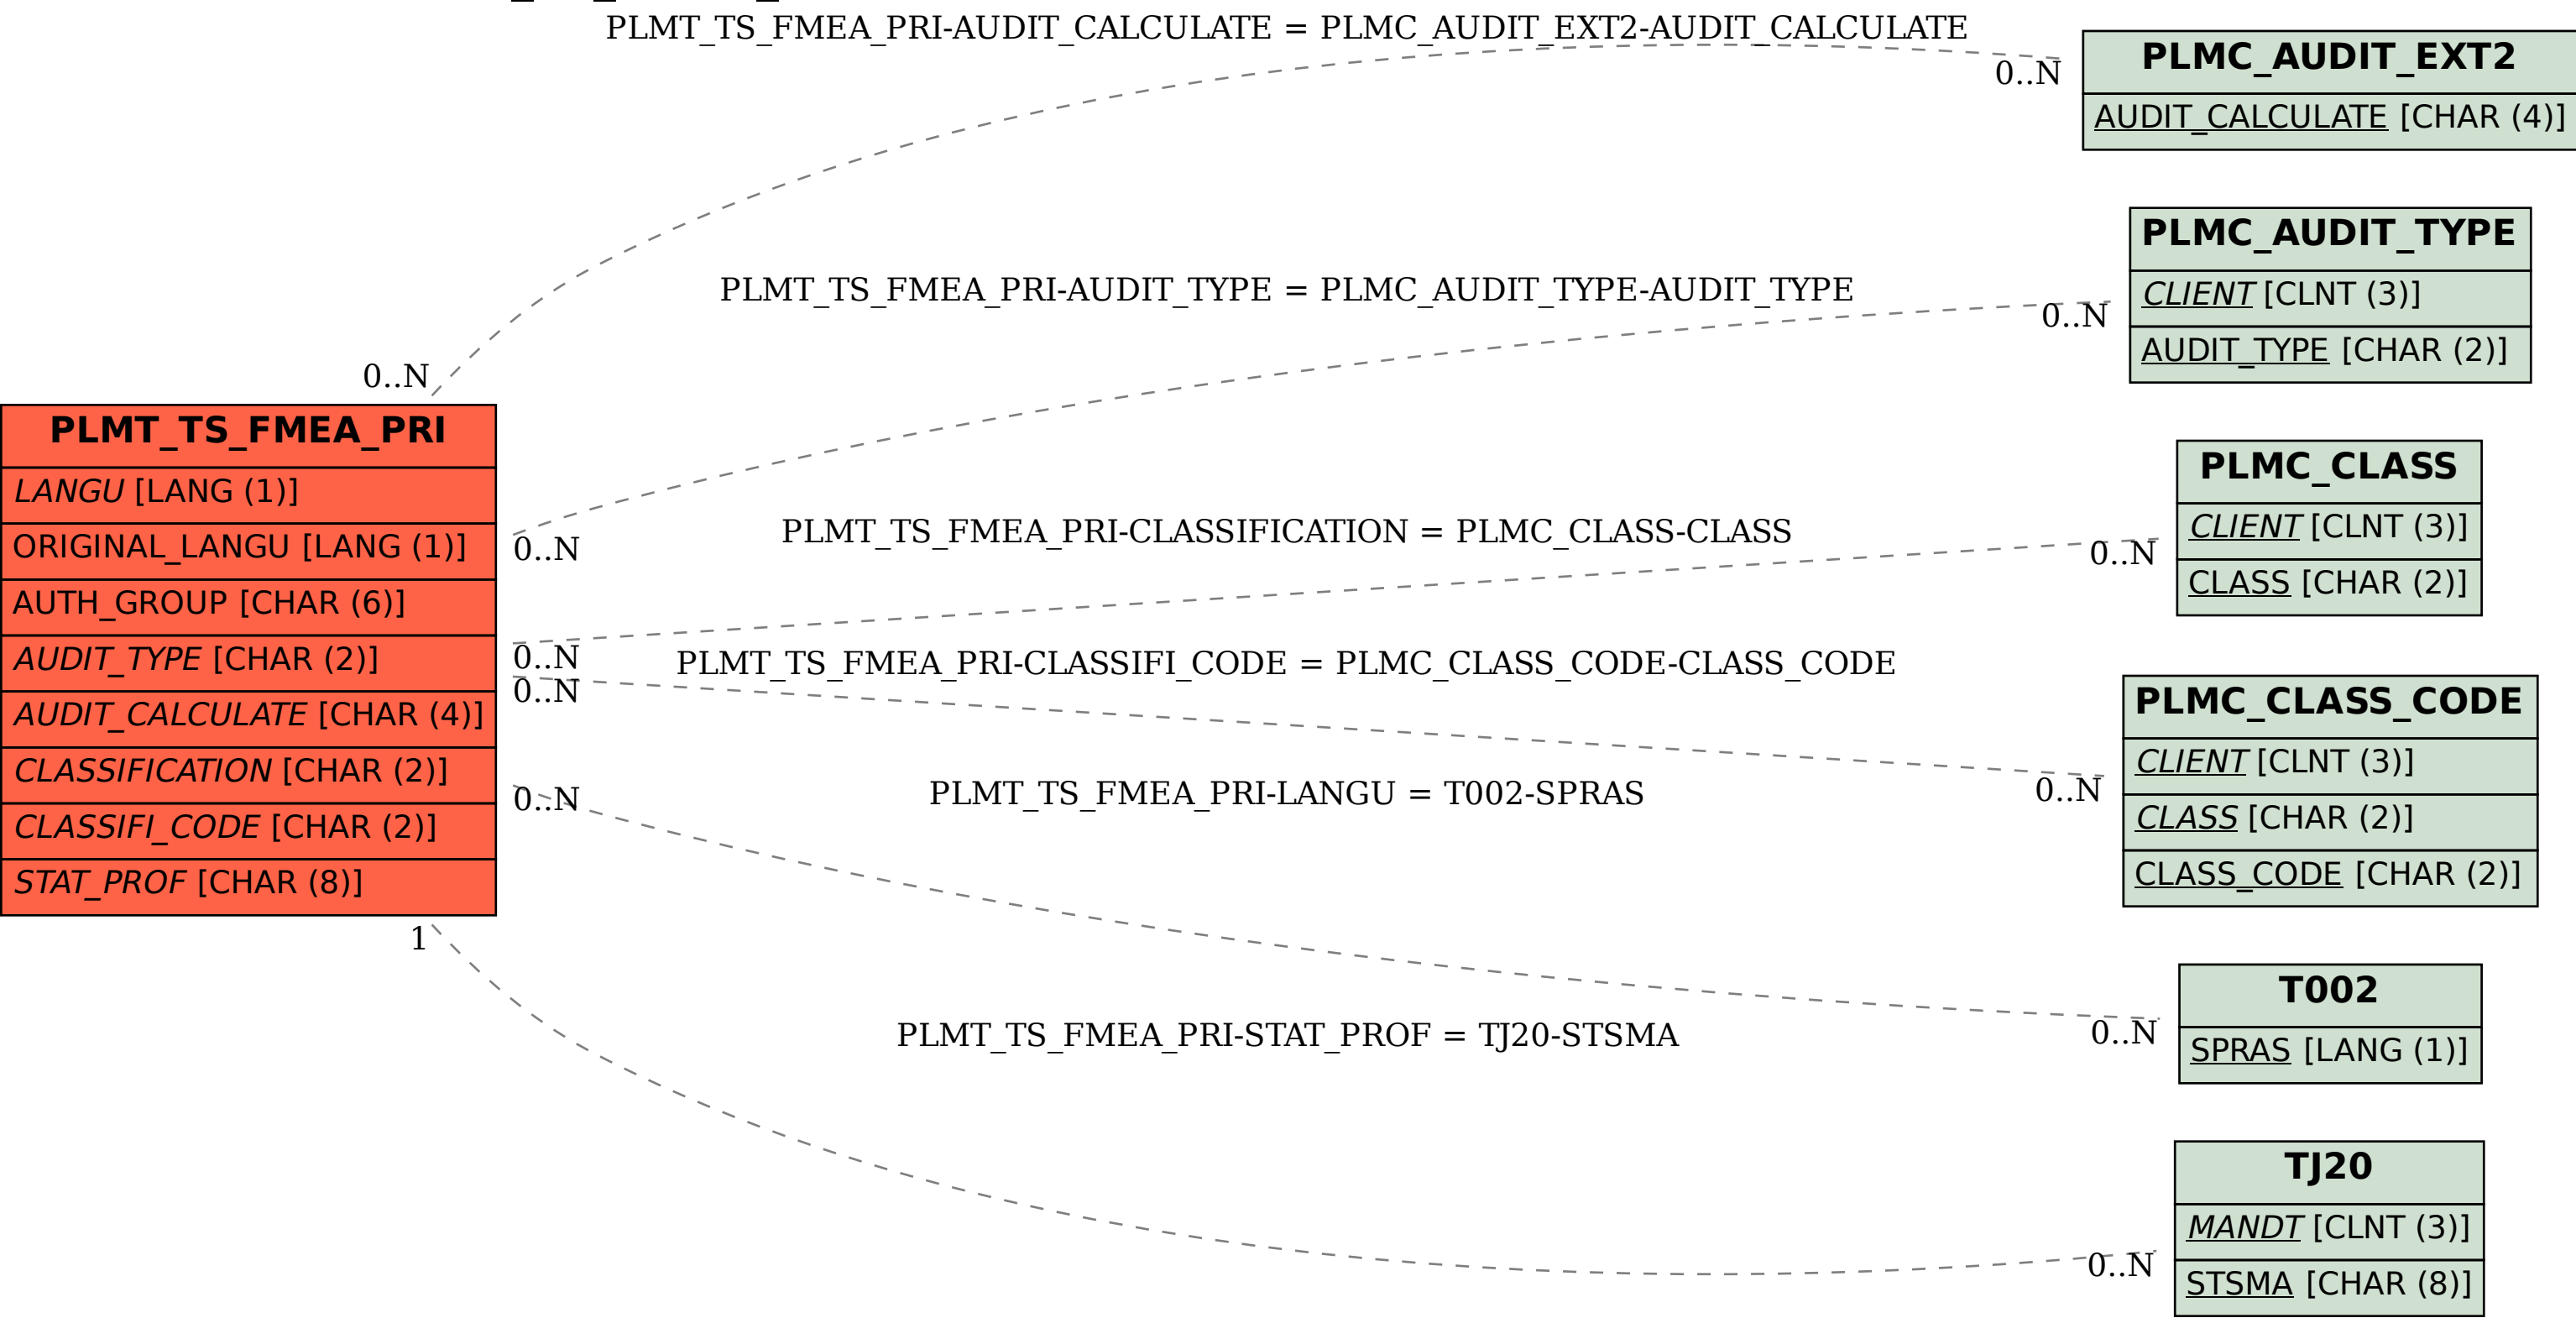 PLMT_TS_FMEA_PRI-AUDIT_CALCULATE = PLMC_AUDIT_EXT2-AUDIT_CALCULATE
0..N
0..N
PLMC_AUDIT_EXT2
AUDIT_CALCULATE [CHAR (4)]
PLMT_TS_FMEA_PRI-AUDIT_TYPE = PLMC_AUDIT_TYPE-AUDIT_TYPE
0..N
0..N
PLMC_AUDIT_TYPE
CLIENT [CLNT (3)]
AUDIT_TYPE [CHAR (2)]
PLMT_TS_FMEA_PRI
LANGU [LANG (1)]
ORIGINAL_LANGU [LANG (1)]
AUTH_GROUP [CHAR (6)]
AUDIT_TYPE [CHAR (2)]
AUDIT_CALCULATE [CHAR (4)]
CLASSIFICATION [CHAR (2)]
CLASSIFI_CODE [CHAR (2)]
STAT_PROF [CHAR (8)]
PLMT_TS_FMEA_PRI-CLASSIFICATION = PLMC_CLASS-CLASS
0..N
0..N
PLMC_CLASS
CLIENT [CLNT (3)]
CLASS [CHAR (2)]
PLMT_TS_FMEA_PRI-CLASSIFI_CODE = PLMC_CLASS_CODE-CLASS_CODE
0..N
0..N
PLMC_CLASS_CODE
CLIENT [CLNT (3)]
CLASS [CHAR (2)]
CLASS_CODE [CHAR (2)]
PLMT_TS_FMEA_PRI-LANGU = T002-SPRAS
0..N
0..N
T002
SPRAS [LANG (1)]
PLMT_TS_FMEA_PRI-STAT_PROF = TJ20-STSMA
1
0..N
TJ20
MANDT [CLNT (3)]
STSMA [CHAR (8)]